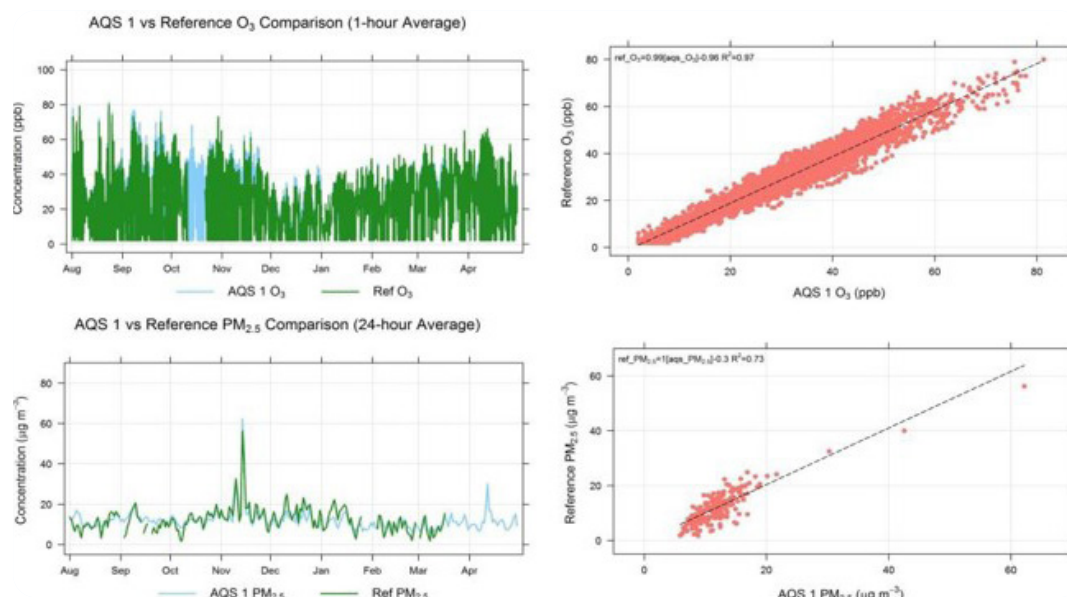 AQS 1 vs Reference O₃ Comparison (1-hour Average)
Concentration (ppb)
100
80
60
40
20
0
Aug Sep Oct Nov Dec Jan Feb Mar Apr
AQS 1 O₃ Ref O₃
ref_O₃=0.99[aqs_O₃]-0.96 R²=0.97
Reference O₃ (ppb)
80
60
40
20
0
0 20 40 60 80
AQS 1 O₃ (ppb)
AQS 1 vs Reference PM₂.₅ Comparison (24-hour Average)
Concentration (µg m⁻³)
80
60
40
20
0
Aug Sep Oct Nov Dec Jan Feb Mar Apr
AQS 1 PM₂.₅ Ref PM₂.₅
ref_PM₂.₅=1[aqs_PM₂.₅]-0.3 R²=0.73
Reference PM₂.₅ (µg m⁻³)
60
40
20
0
0 20 40 60
AQS 1 PM₂.₅ (µg m⁻³)